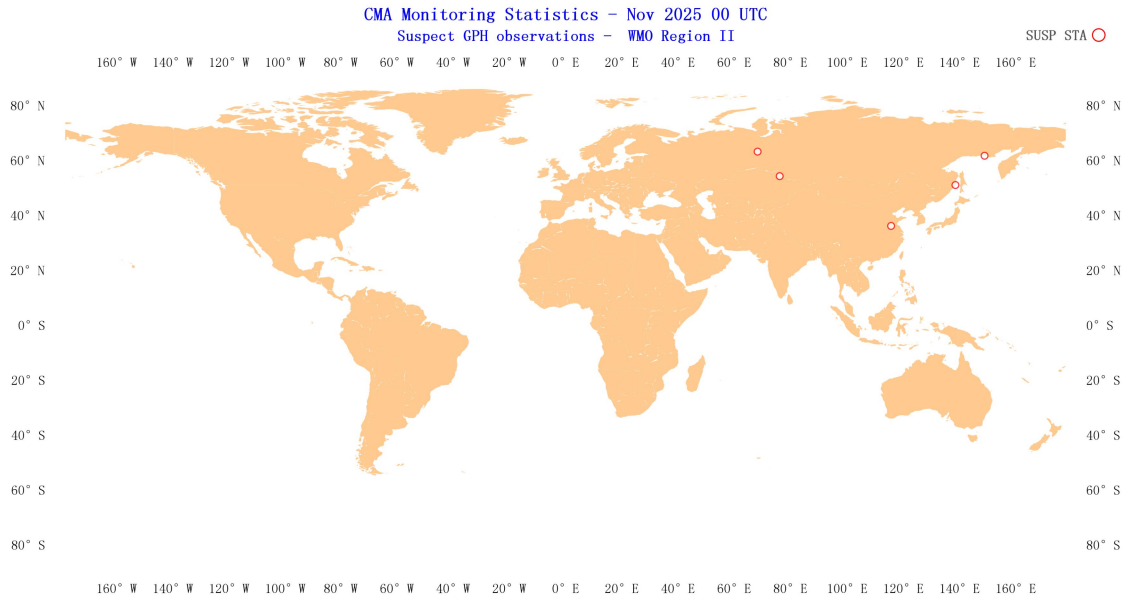 CMA Monitoring Statistics - Nov 2025 00 UTC
Suspect GPH observations - WMO Region II
SUSP STA
160° W 140° W 120° W 100° W 80° W 60° W 40° W 20° W 0° E 20° E 40° E 60° E 80° E 100° E 120° E 140° E 160° E
80° N 80° N
60° N 60° N
40° N 40° N
20° N 20° N
0° S 0° S
20° S 20° S
40° S 40° S
60° S 60° S
80° S 80° S
160° W 140° W 120° W 100° W 80° W 60° W 40° W 20° W 0° E 20° E 40° E 60° E 80° E 100° E 120° E 140° E 160° E